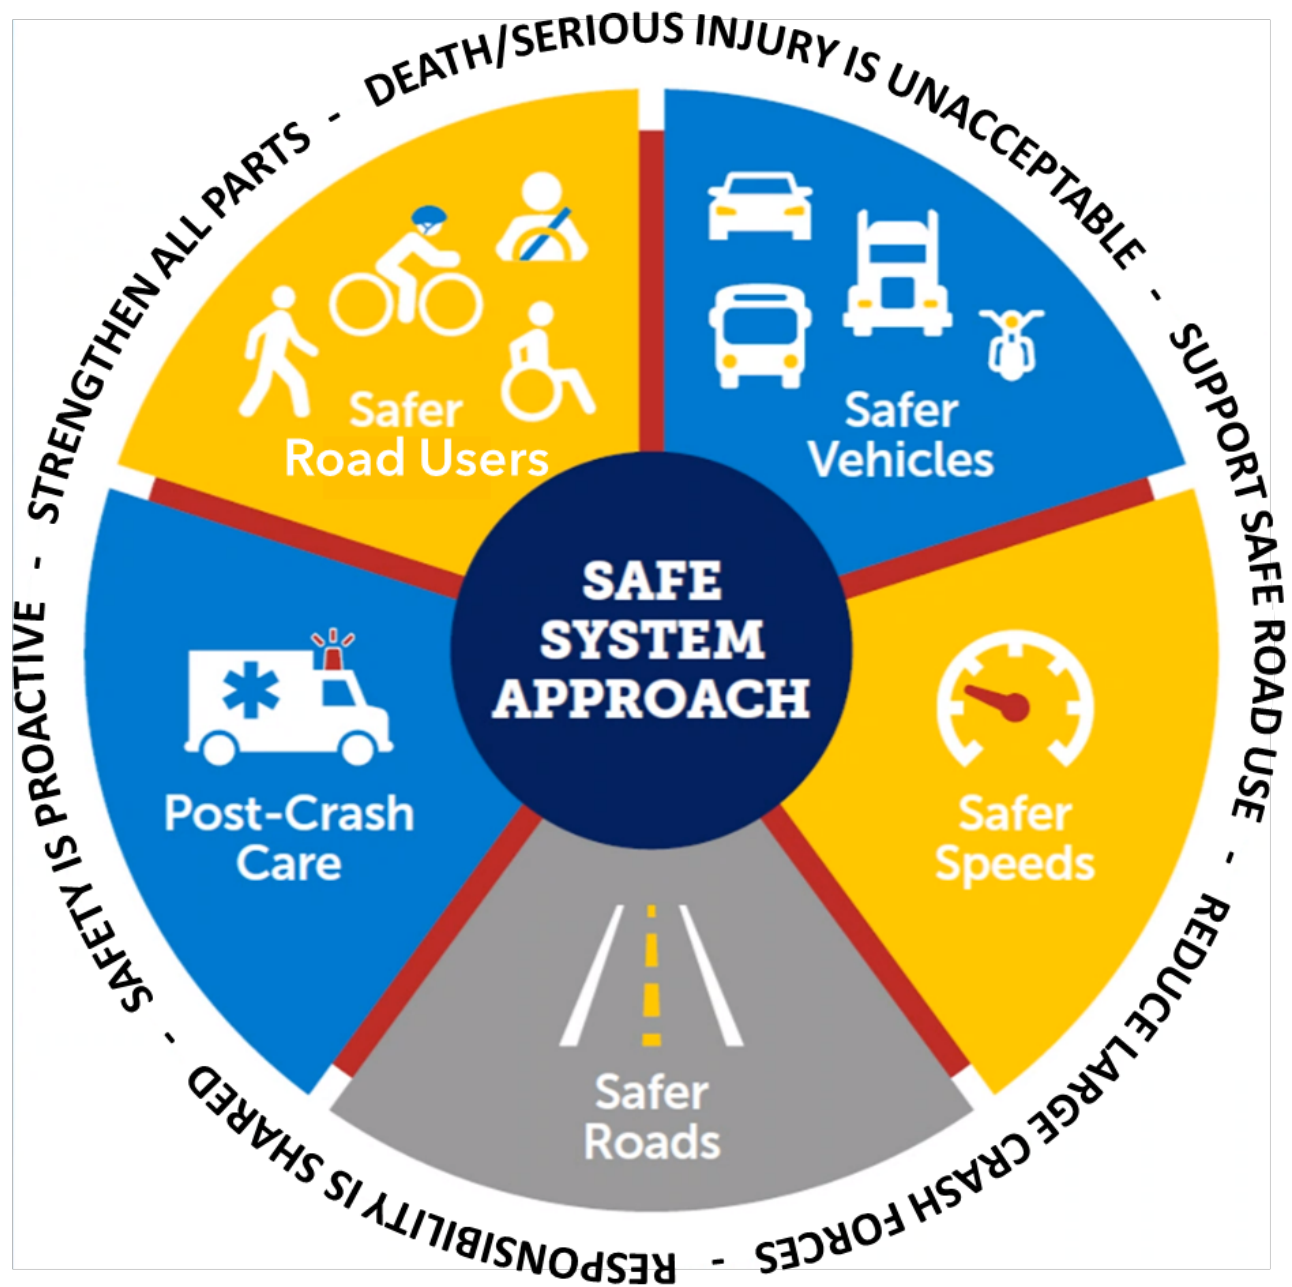 DEATH/SERIOUS INJURY IS UNACCEPTABLE - SUPPORT SAFE ROAD USE - REDUCE LARGE CRASH FORCES - RESPONSIBILITY IS SHARED - SAFETY IS PROACTIVE - STRENGTHEN ALL PARTS -
Safer
Road Users
Safer
Vehicles
SAFE
SYSTEM
APPROACH
Post-Crash
Care
Safer
Speeds
Safer
Roads